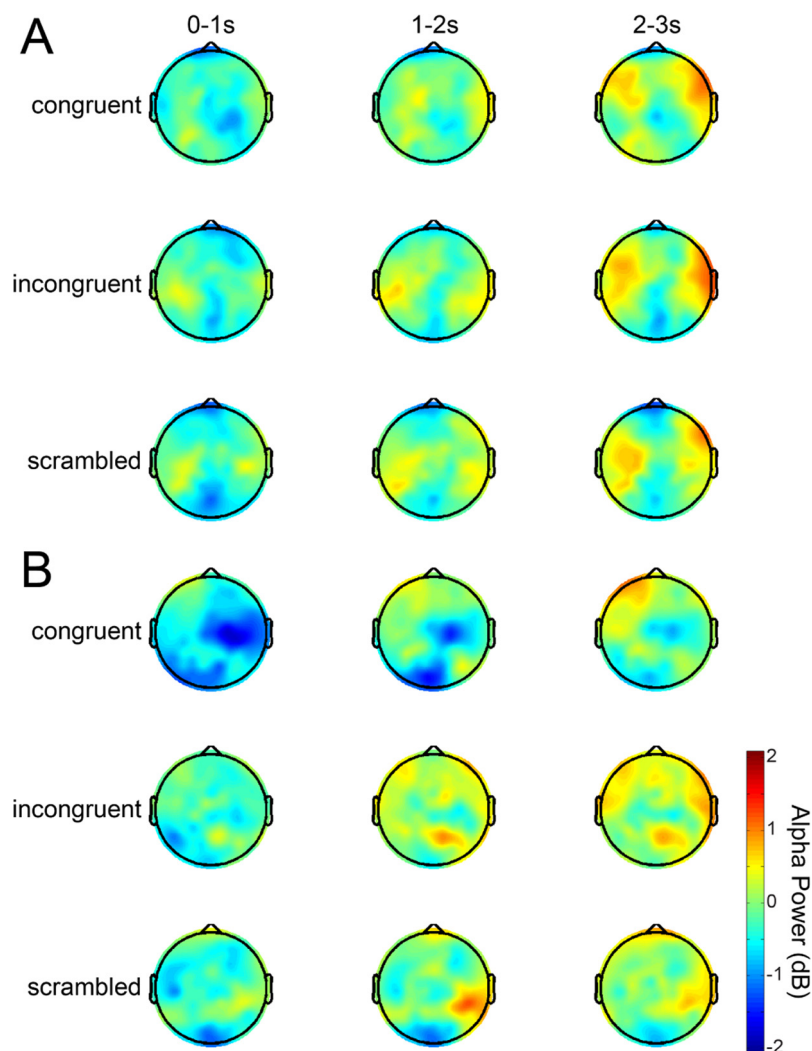 A
0-1s 1-2s 2-3s
congruent
incongruent
scrambled
B
congruent
incongruent
scrambled
2
1
0
-1
-2
Alpha Power (dB)